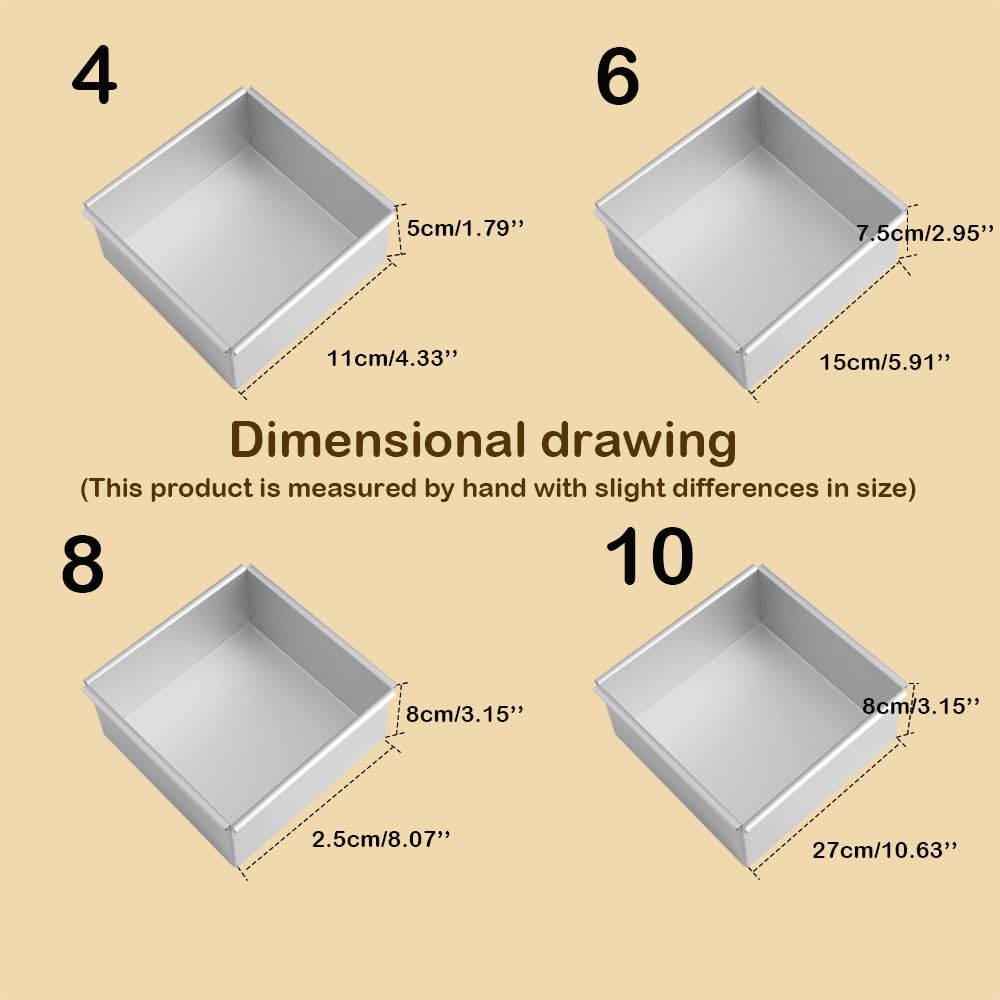 4
6
5cm/1.79’’
7.5cm/2.95’’
11cm/4.33’’
15cm/5.91’’
Dimensional drawing
(This product is measured by hand with slight differences in size)
8
10
8cm/3.15’’
8cm/3.15’’
2.5cm/8.07’’
27cm/10.63’’